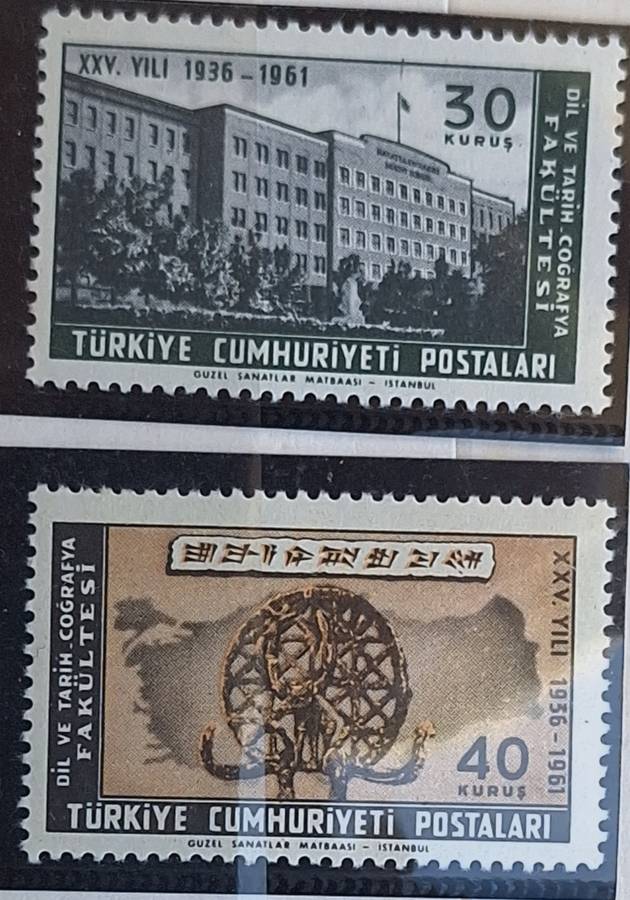 XXV. YILI 1936-1961
30
KURUŞ
DİL VE TARİH-COĞRAFYA
FAKÜLTESİ
TÜRKİYE CUMHURİYETİ POSTALARI
GUZEL SANATLAR MATBAASI - ISTANBUL
DİL VE TARİH-COĞRAFYA
FAKÜLTESİ
XXV. YILI 1936-1961
40
KURUŞ
TÜRKİYE CUMHURİYETİ POSTALARI
GUZEL SANATLAR MATBAASI - ISTANBUL